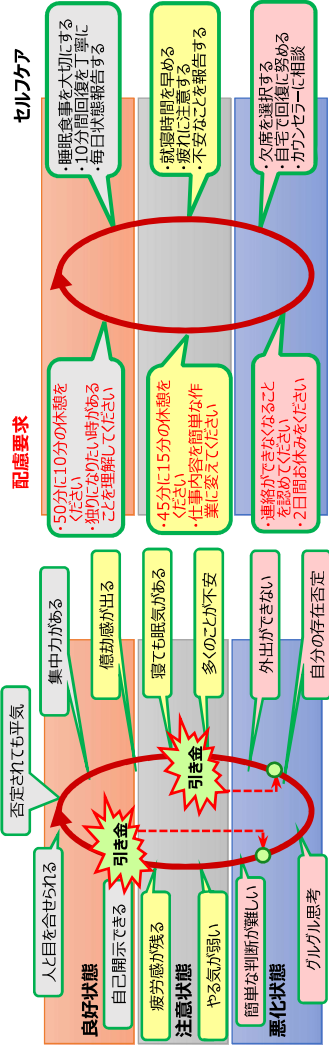 否定されても平気
人と目を合せられる
集中力がある
自己開示できる
引き金
億劫感が出る
良好状態
疲労感が残る
引き金
寝ても眠気がある
注意状態
やる気が弱い
多くのことが不安
簡単な判断が難しい
外出ができない
悪化状態
グルグル思考
自分の存在否定
配慮要求
・50分に10分の休憩を
ください
・独りになりたい時がある
ことを理解してください
・45分に15分の休憩を
ください
・仕事内容を簡単な作
業に変えてください
・連絡ができなくなること
を認めてください
・2日間お休みをください
セルフケア
・睡眠食事を大切にする
・10分間回復を丁寧に
・毎日状態報告する
・就寝時間を早める
・疲れに注意する
・不安なことを報告する
・欠席を選択する
・自宅で回復に努める
・カウンセラーに相談